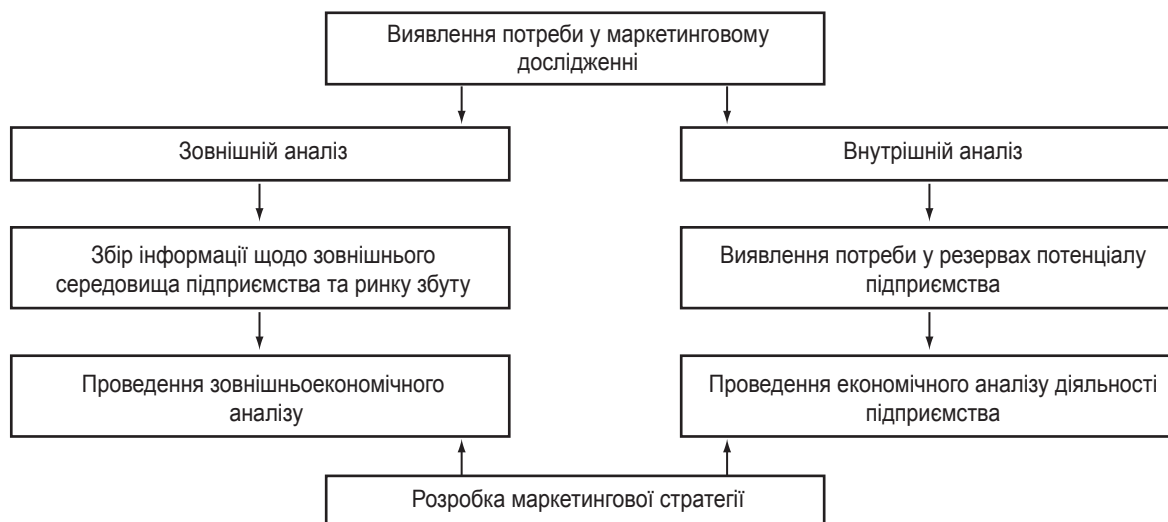 Виявлення потреби у маркетинговому
дослідженні
Зовнішній аналіз
Внутрішній аналіз
Збір інформації щодо зовнішнього
середовища підприємства та ринку збуту
Виявлення потреби у резервах потенціалу
підприємства
Проведення зовнішньоекономічного
аналізу
Проведення економічного аналізу діяльності
підприємства
Розробка маркетингової стратегії